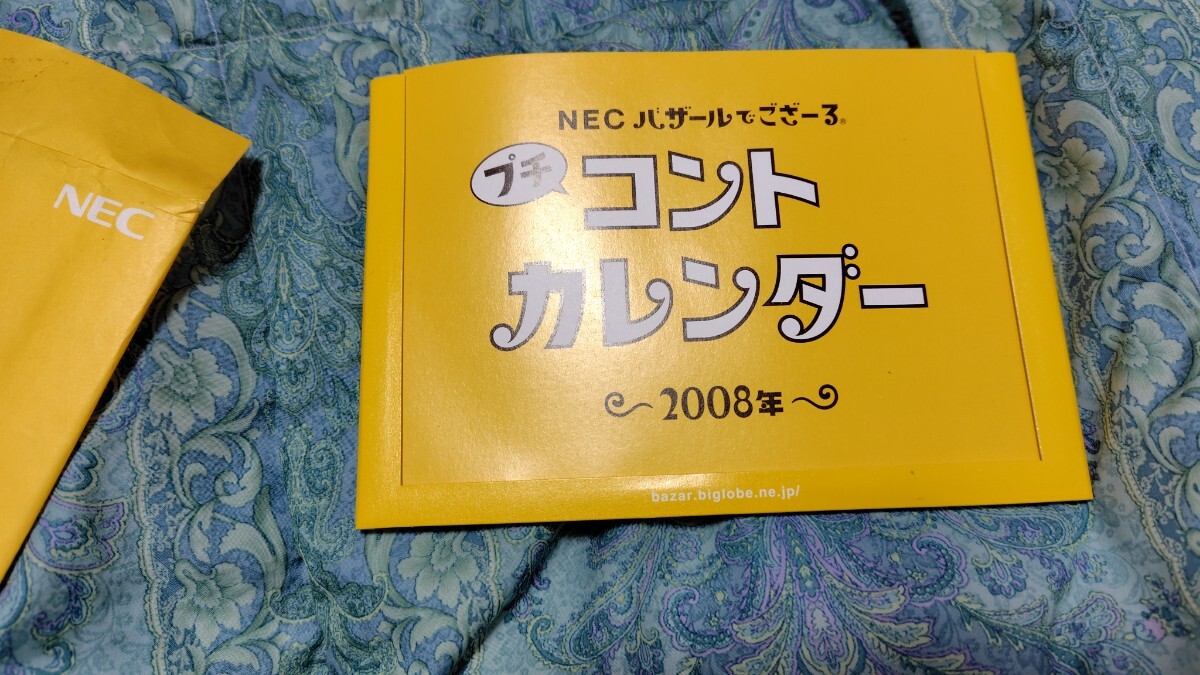 NEC
NEC バザールでござーる®
プチ
コント
カレンダー
～2008年～
bazar.biglobe.ne.jp/